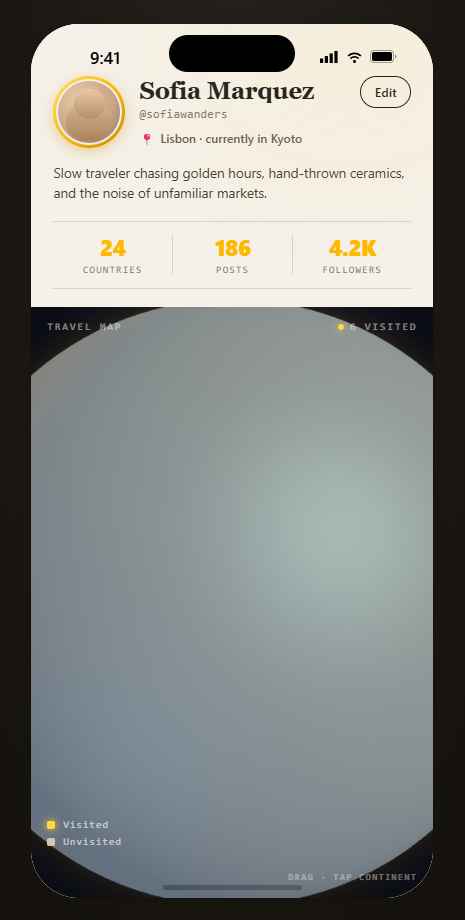 9:41
Sofia Marquez
Edit
@sofiawanders
Lisbon · currently in Kyoto
Slow traveler chasing golden hours, hand-thrown ceramics,
and the noise of unfamiliar markets.
24 186 4.2K
COUNTRIES POSTS FOLLOWERS
TRAVEL MAP 6 VISITED
Visited
Unvisited
DRAG · TAP CONTINENT